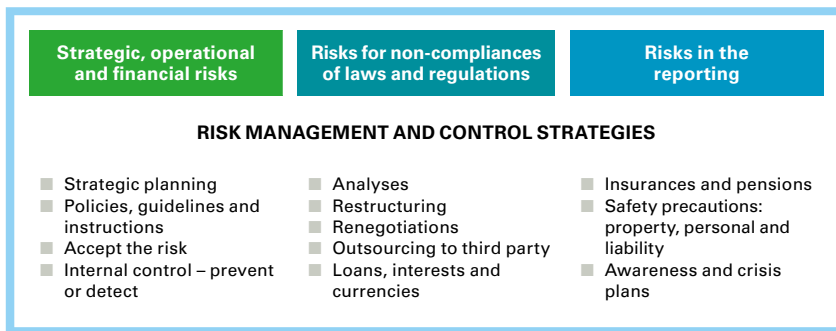 Strategic, operational
and financial risks
Risks for non-compliances
of laws and regulations
Risks in the
reporting
RISK MANAGEMENT AND CONTROL STRATEGIES
Strategic planning
Policies, guidelines and
instructions
Accept the risk
Internal control – prevent
or detect
Analyses
Restructuring
Renegotiations
Outsourcing to third party
Loans, interests and
currencies
Insurances and pensions
Safety precautions:
property, personal and
liability
Awareness and crisis
plans